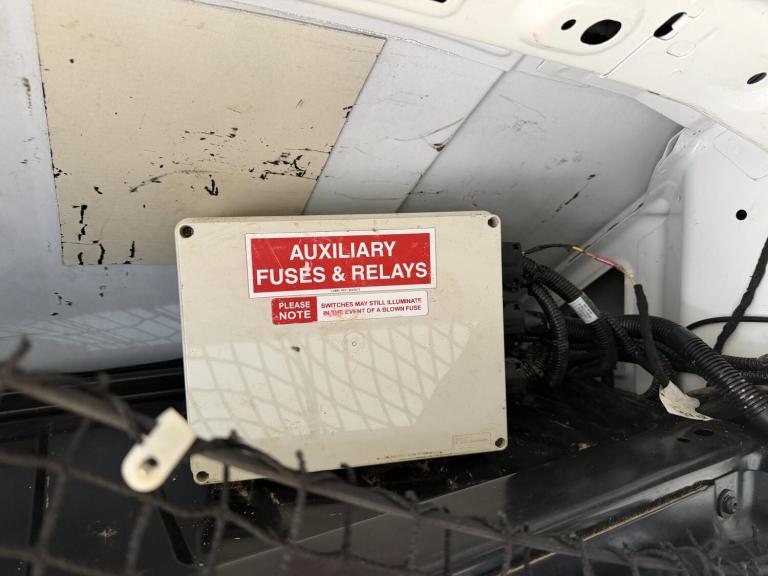 AUXILIARY
FUSES & RELAYS
PLEASE
NOTE
SWITCHES MAY STILL ILLUMINATE
IN THE EVENT OF A BLOWN FUSE